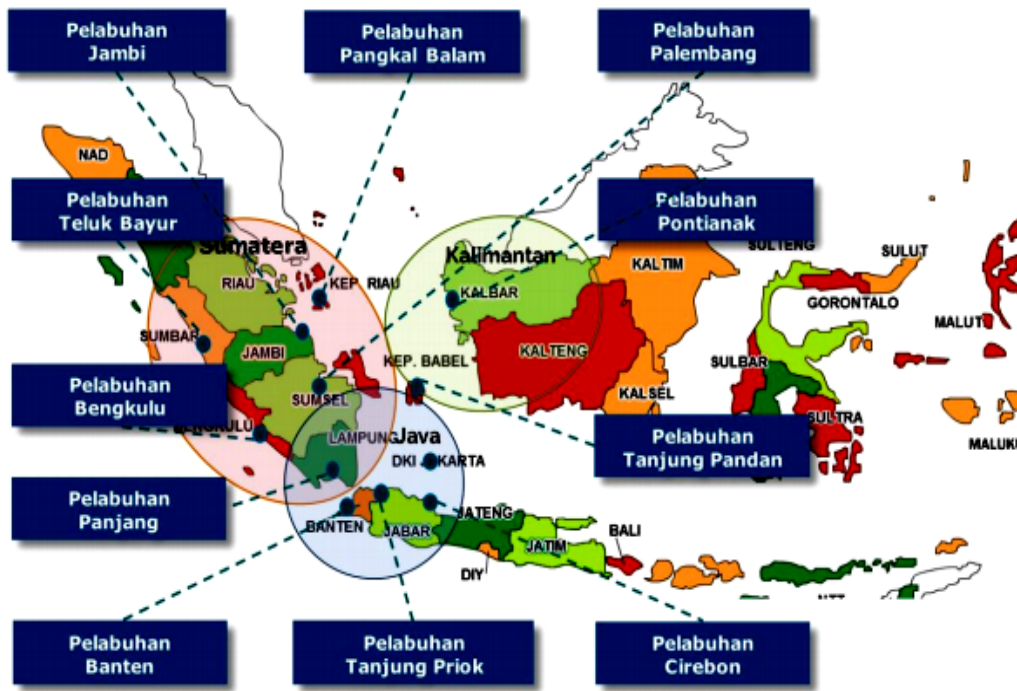 Pelabuhan
Jambi
Pelabuhan
Pangkal Balam
Pelabuhan
Palembang
NAD
Pelabuhan
Teluk Bayur
Pelabuhan
Pontianak
Sumatera
Kalimantan
SULTENG
SULUT
RIAU
KEP. RIAU
KALTIM
KALBAR
GORONTALO
SUMBAR
MALUT
JAMBI
KALTENG
KEP. BABEL
SULBAR
Pelabuhan
Bengkulu
SUMSEL
KALSEL
BENGKULU
LAMPUNG
Java
SULTRA
MALUKU
Pelabuhan
Tanjung Pandan
DKI JAKARTA
Pelabuhan
Panjang
BANTEN
JABAR
JATENG
JATIM
BALI
DIY
NTT
Pelabuhan
Banten
Pelabuhan
Tanjung Priok
Pelabuhan
Cirebon